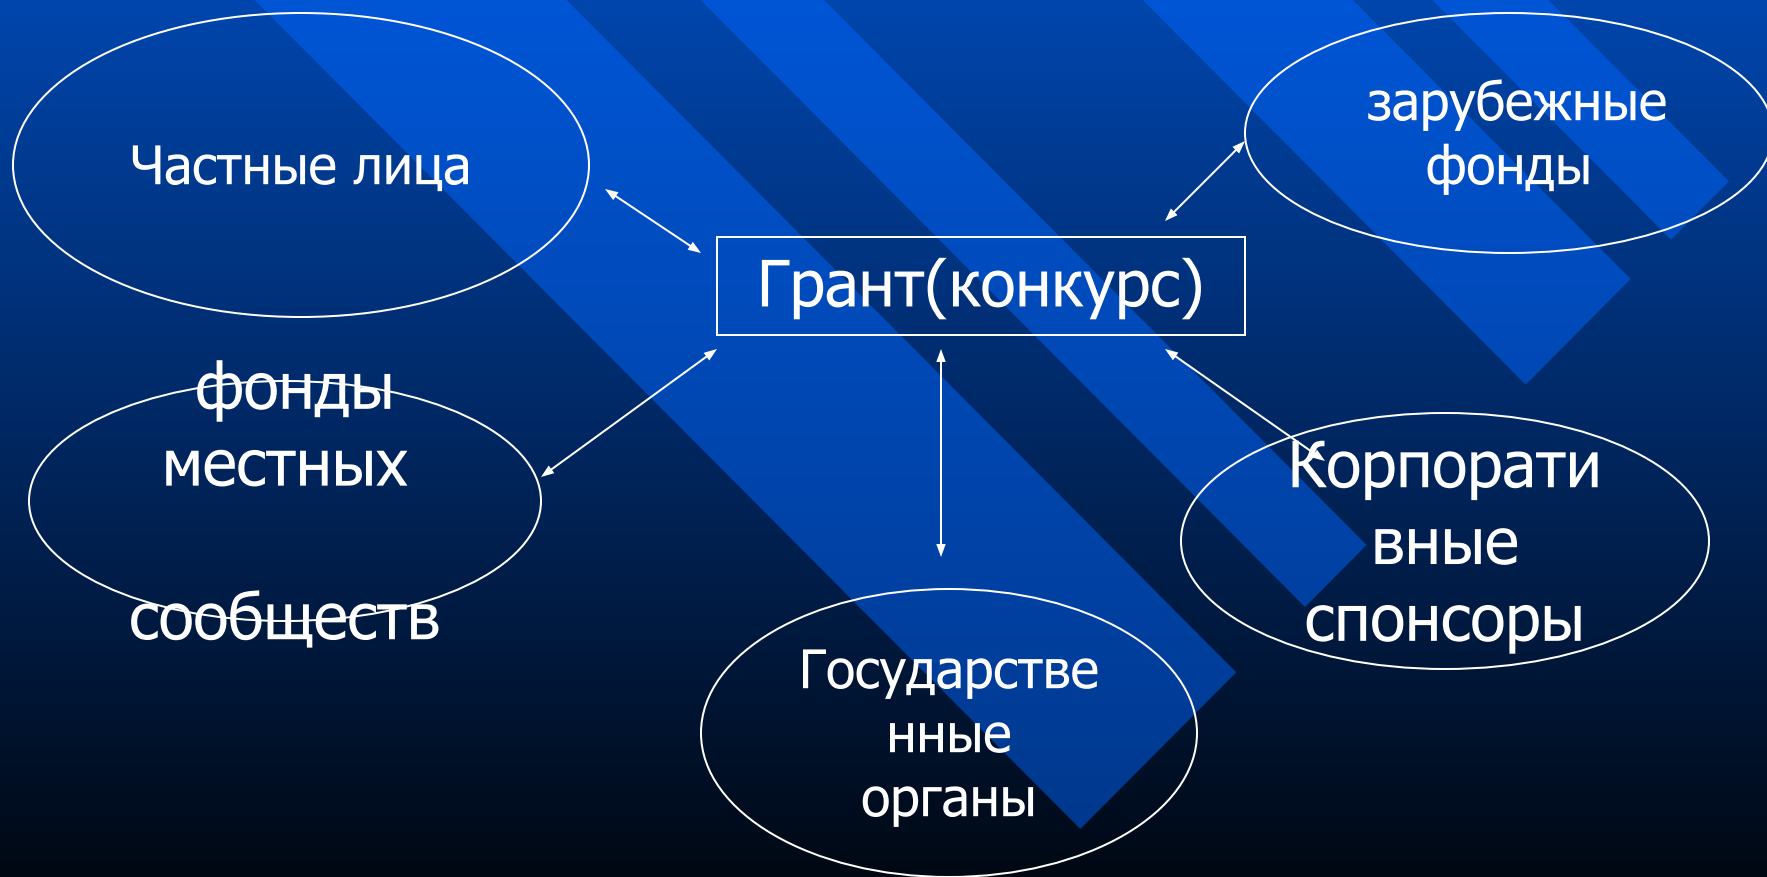 Частные лица
зарубежные
фонды
Грант(конкурс)
фонды
местных
сообществ
Корпорати
вные
спонсоры
Государстве
нные
органы